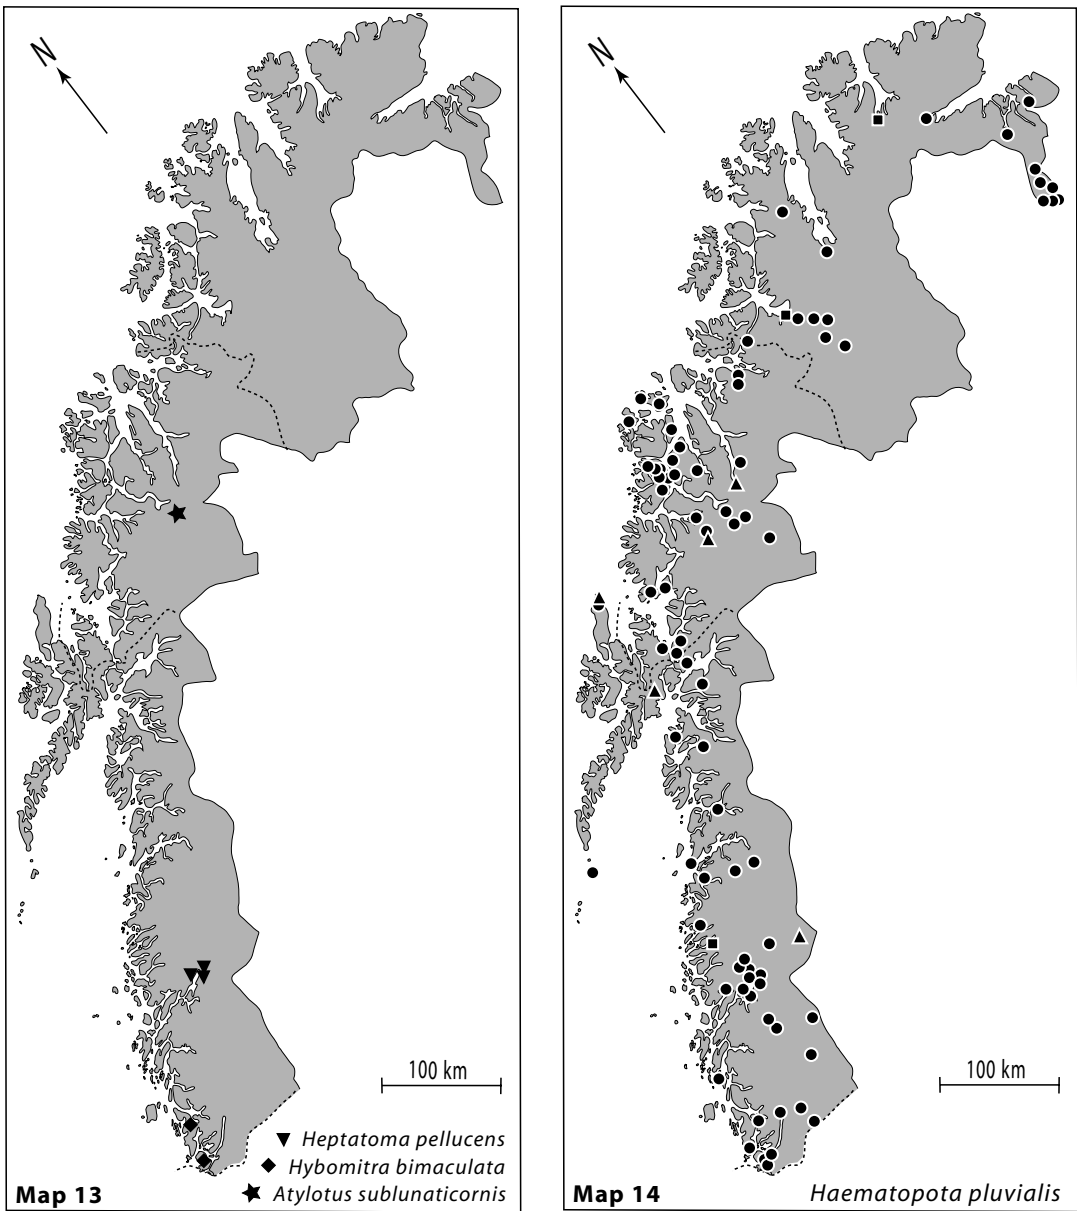 N
100 km
Heptatoma pellucens
Hybomitra bimaculata
Atylotus sublunaticornis
Map 13
N
100 km
Map 14
Haematopota pluvialis